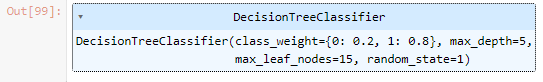 Out[99]:
DecisionTreeClassifier
DecisionTreeClassifier(class_weight={0: 0.2, 1: 0.8}, max_depth=5,
max_leaf_nodes=15, random_state=1)